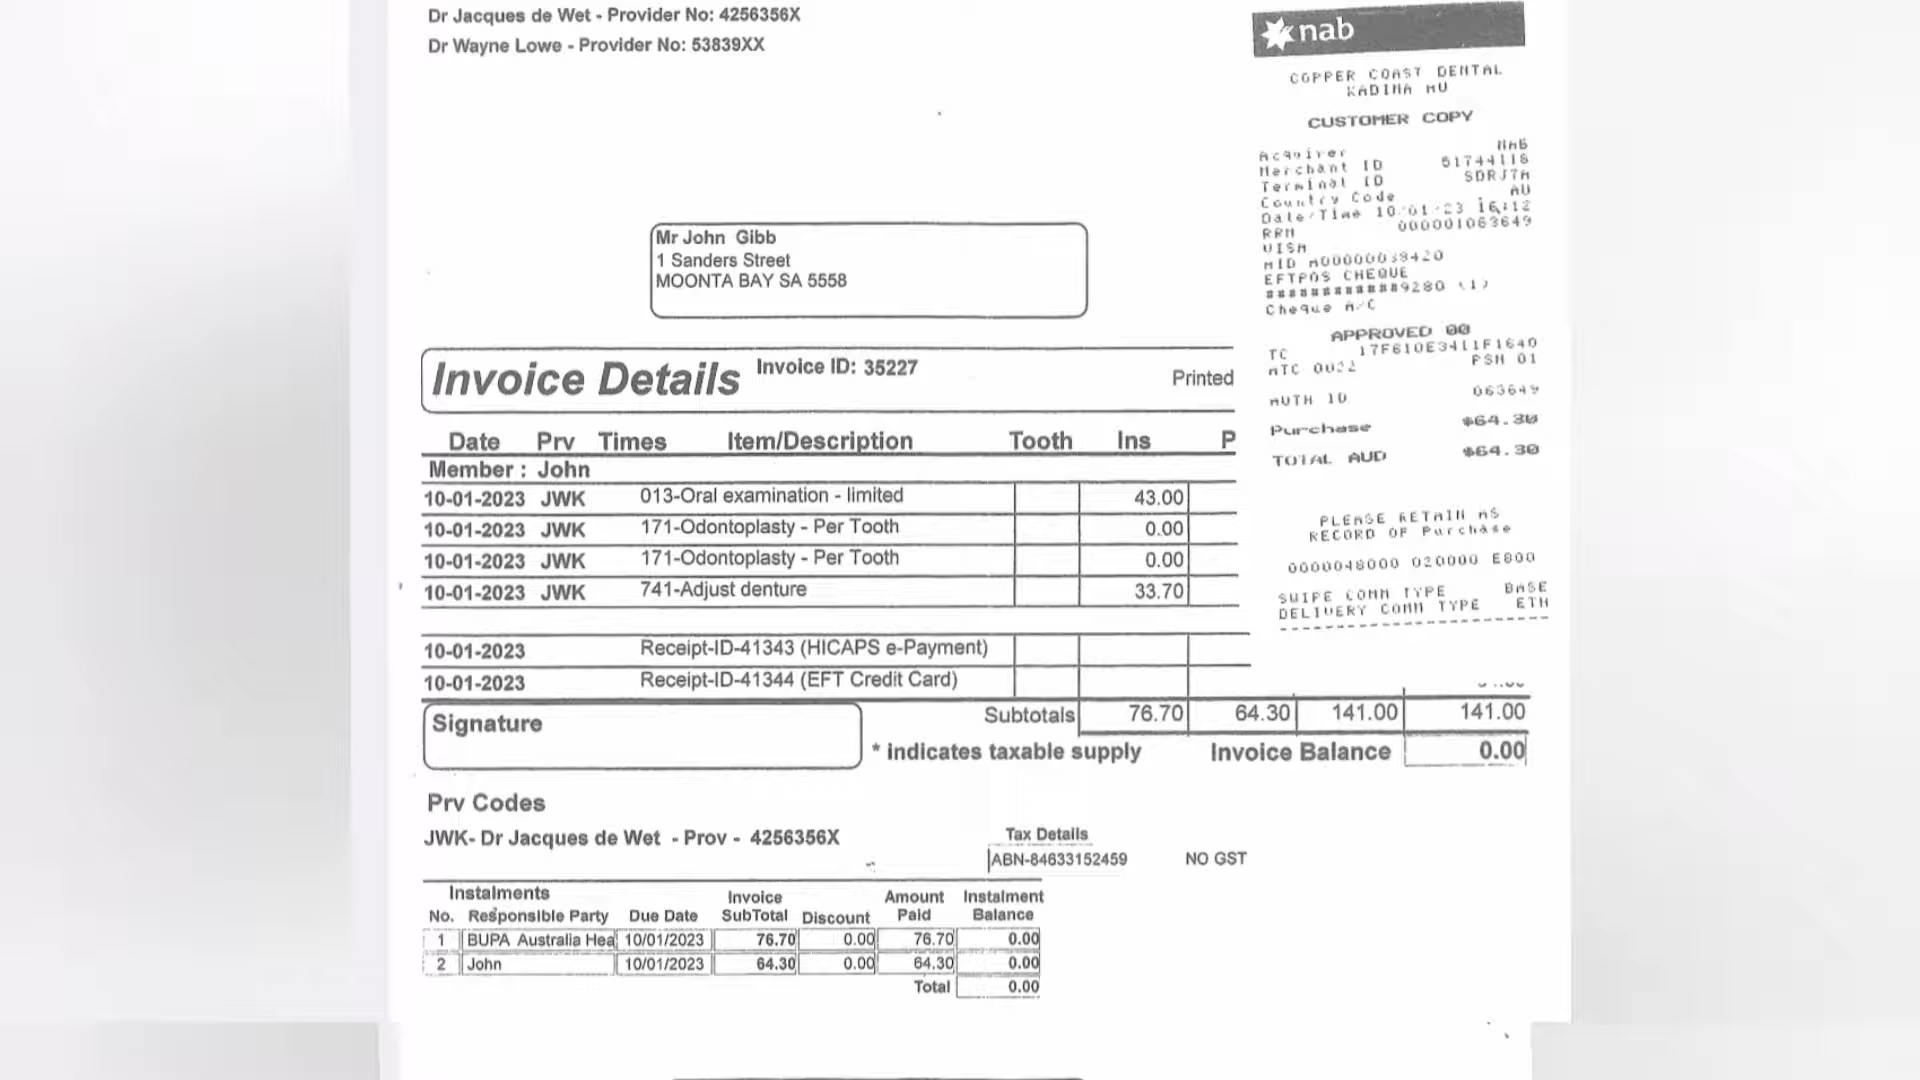 Dr Jacques de Wet - Provider No: 4256356X
Dr Wayne Lowe - Provider No: 53839XX
nab
COPPER COAST DENTAL
KADINA AU
CUSTOMER COPY
Acquirer NAB
Merchant ID 51744118
Terminal ID SDRJ7A
Country Code AU
Date/Time 10/01/23 16:12
RRN 000001063649
VISA
AID A00000038420
EFTPOS CHEQUE
############9280 (1)
Cheque A/C
APPROVED 00
TC 17F610E3411F1640
ATC 0022 PSN 01
AUTH ID 063649
Purchase $64.30
TOTAL AUD $64.30
PLEASE RETAIN AS
RECORD OF Purchase
0000048000 020000 E800
SWIPE COMM TYPE BASE
DELIVERY COMM TYPE ETH
Mr John Gibb
1 Sanders Street
MOONTA BAY SA 5558
Invoice Details Invoice ID: 35227 Printed
Date Prv Times Item/Description Tooth Ins P
Member : John
10-01-2023 JWK 013-Oral examination - limited 43.00
10-01-2023 JWK 171-Odontoplasty - Per Tooth 0.00
10-01-2023 JWK 171-Odontoplasty - Per Tooth 0.00
10-01-2023 JWK 741-Adjust denture 33.70
10-01-2023 Receipt-ID-41343 (HICAPS e-Payment)
10-01-2023 Receipt-ID-41344 (EFT Credit Card)
Signature
Subtotals 76.70 64.30 141.00 141.00
* indicates taxable supply Invoice Balance 0.00
Prv Codes
JWK- Dr Jacques de Wet - Prov - 4256356X
Tax Details
ABN-84633152459 NO GST
Instalments
No. Responsible Party Due Date Invoice SubTotal Discount Amount Paid Instalment Balance
1 BUPA Australia Hea 10/01/2023 76.70 0.00 76.70 0.00
2 John 10/01/2023 64.30 0.00 64.30 0.00
Total 0.00